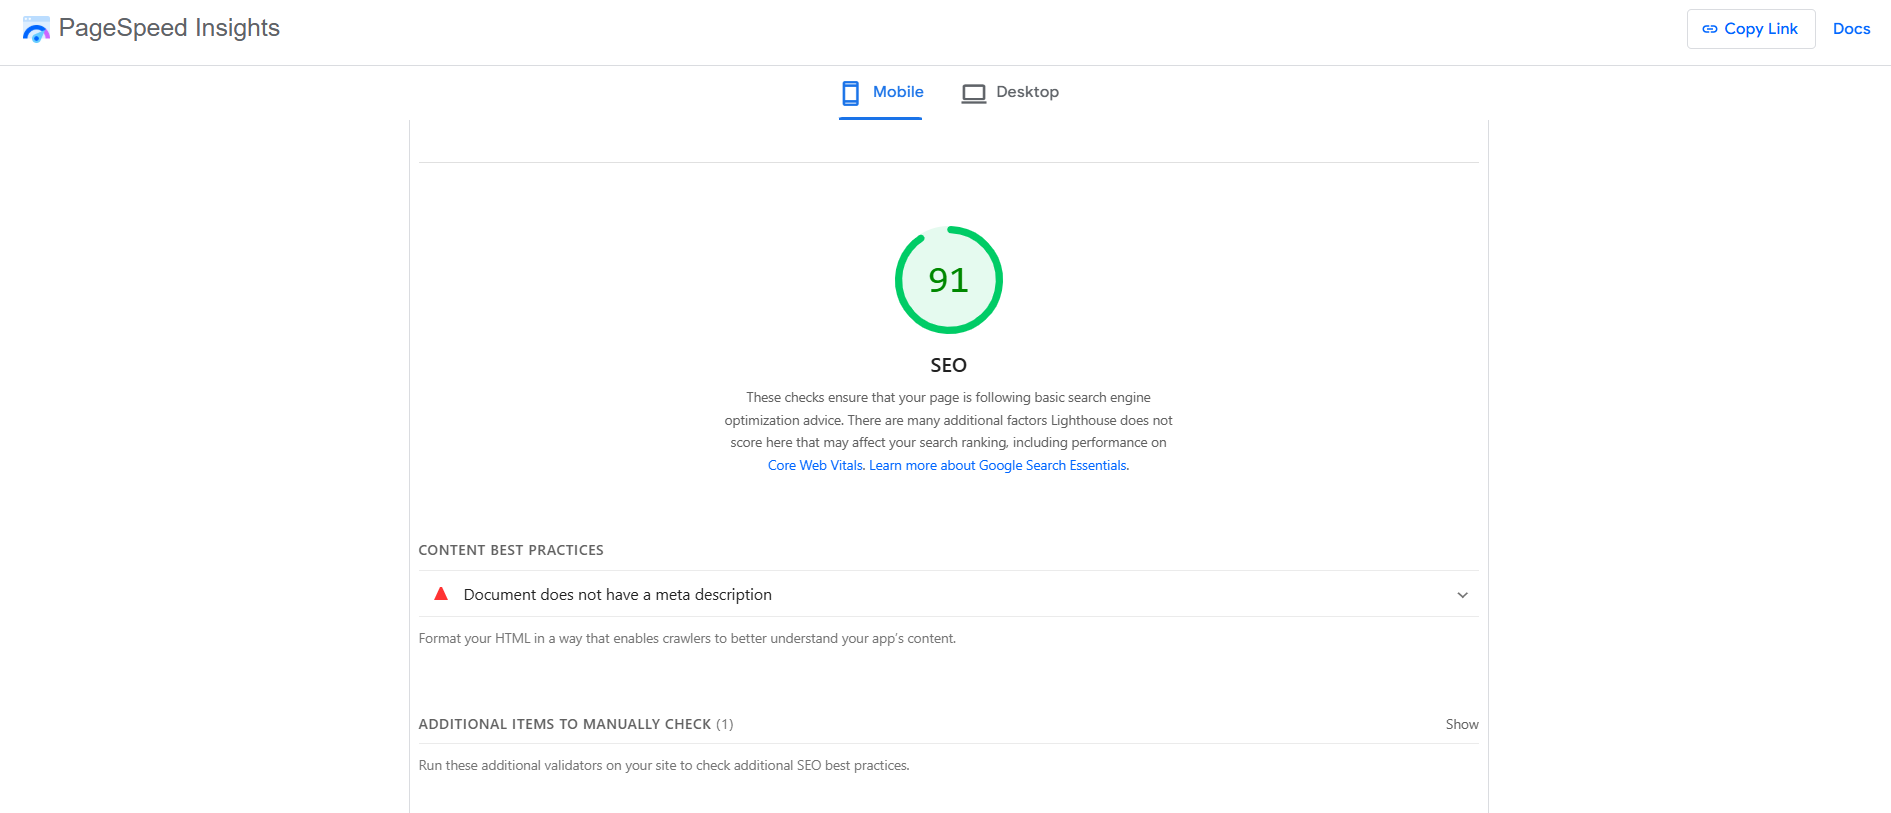 PageSpeed Insights
Copy Link
Docs
Mobile
Desktop
91
SEO
These checks ensure that your page is following basic search engine
optimization advice. There are many additional factors Lighthouse does not
score here that may affect your search ranking, including performance on
Core Web Vitals. Learn more about Google Search Essentials.
CONTENT BEST PRACTICES
Document does not have a meta description
Format your HTML in a way that enables crawlers to better understand your app’s content.
ADDITIONAL ITEMS TO MANUALLY CHECK (1)
Show
Run these additional validators on your site to check additional SEO best practices.